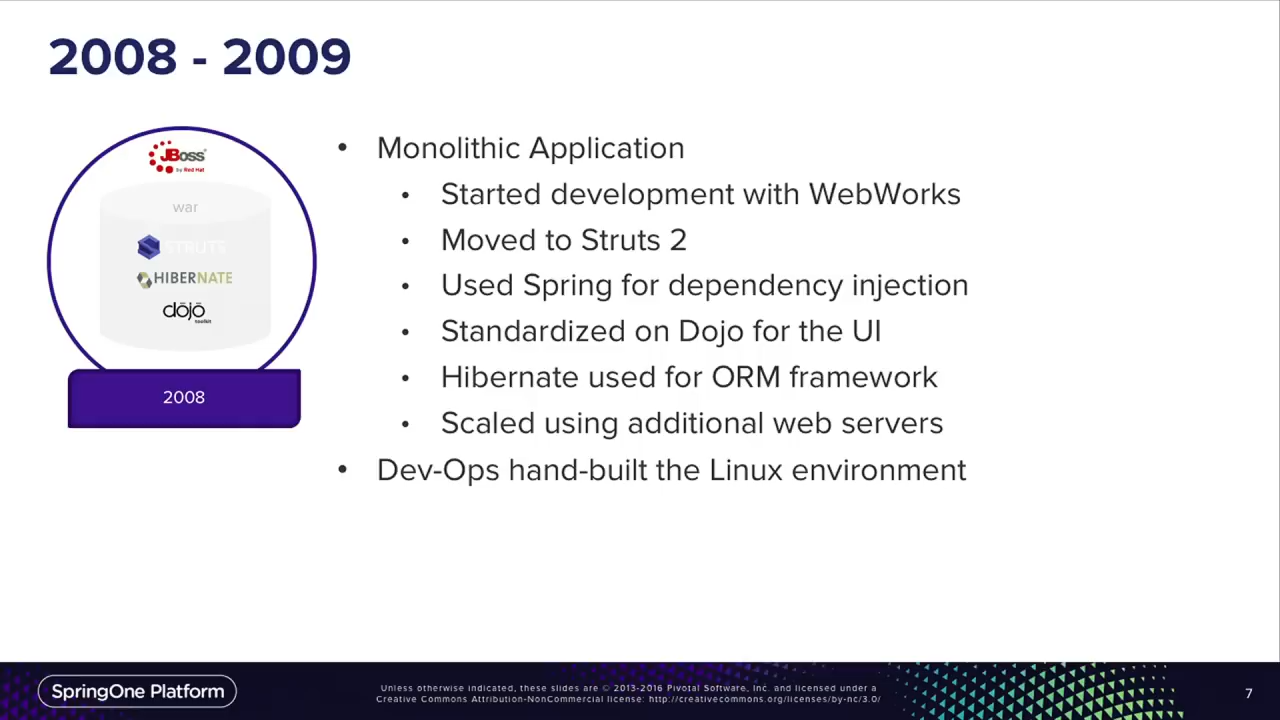 2008 - 2009
JBoss
by Red Hat
war
STRUTS
HIBERNATE
dōjō
toolkit
2008
• Monolithic Application
• Started development with WebWorks
• Moved to Struts 2
• Used Spring for dependency injection
• Standardized on Dojo for the UI
• Hibernate used for ORM framework
• Scaled using additional web servers
• Dev-Ops hand-built the Linux environment
SpringOne Platform
Unless otherwise indicated, these slides are © 2013-2016 Pivotal Software, Inc. and licensed under a
Creative Commons Attribution-NonCommercial license: http://creativecommons.org/licenses/by-nc/3.0/
7